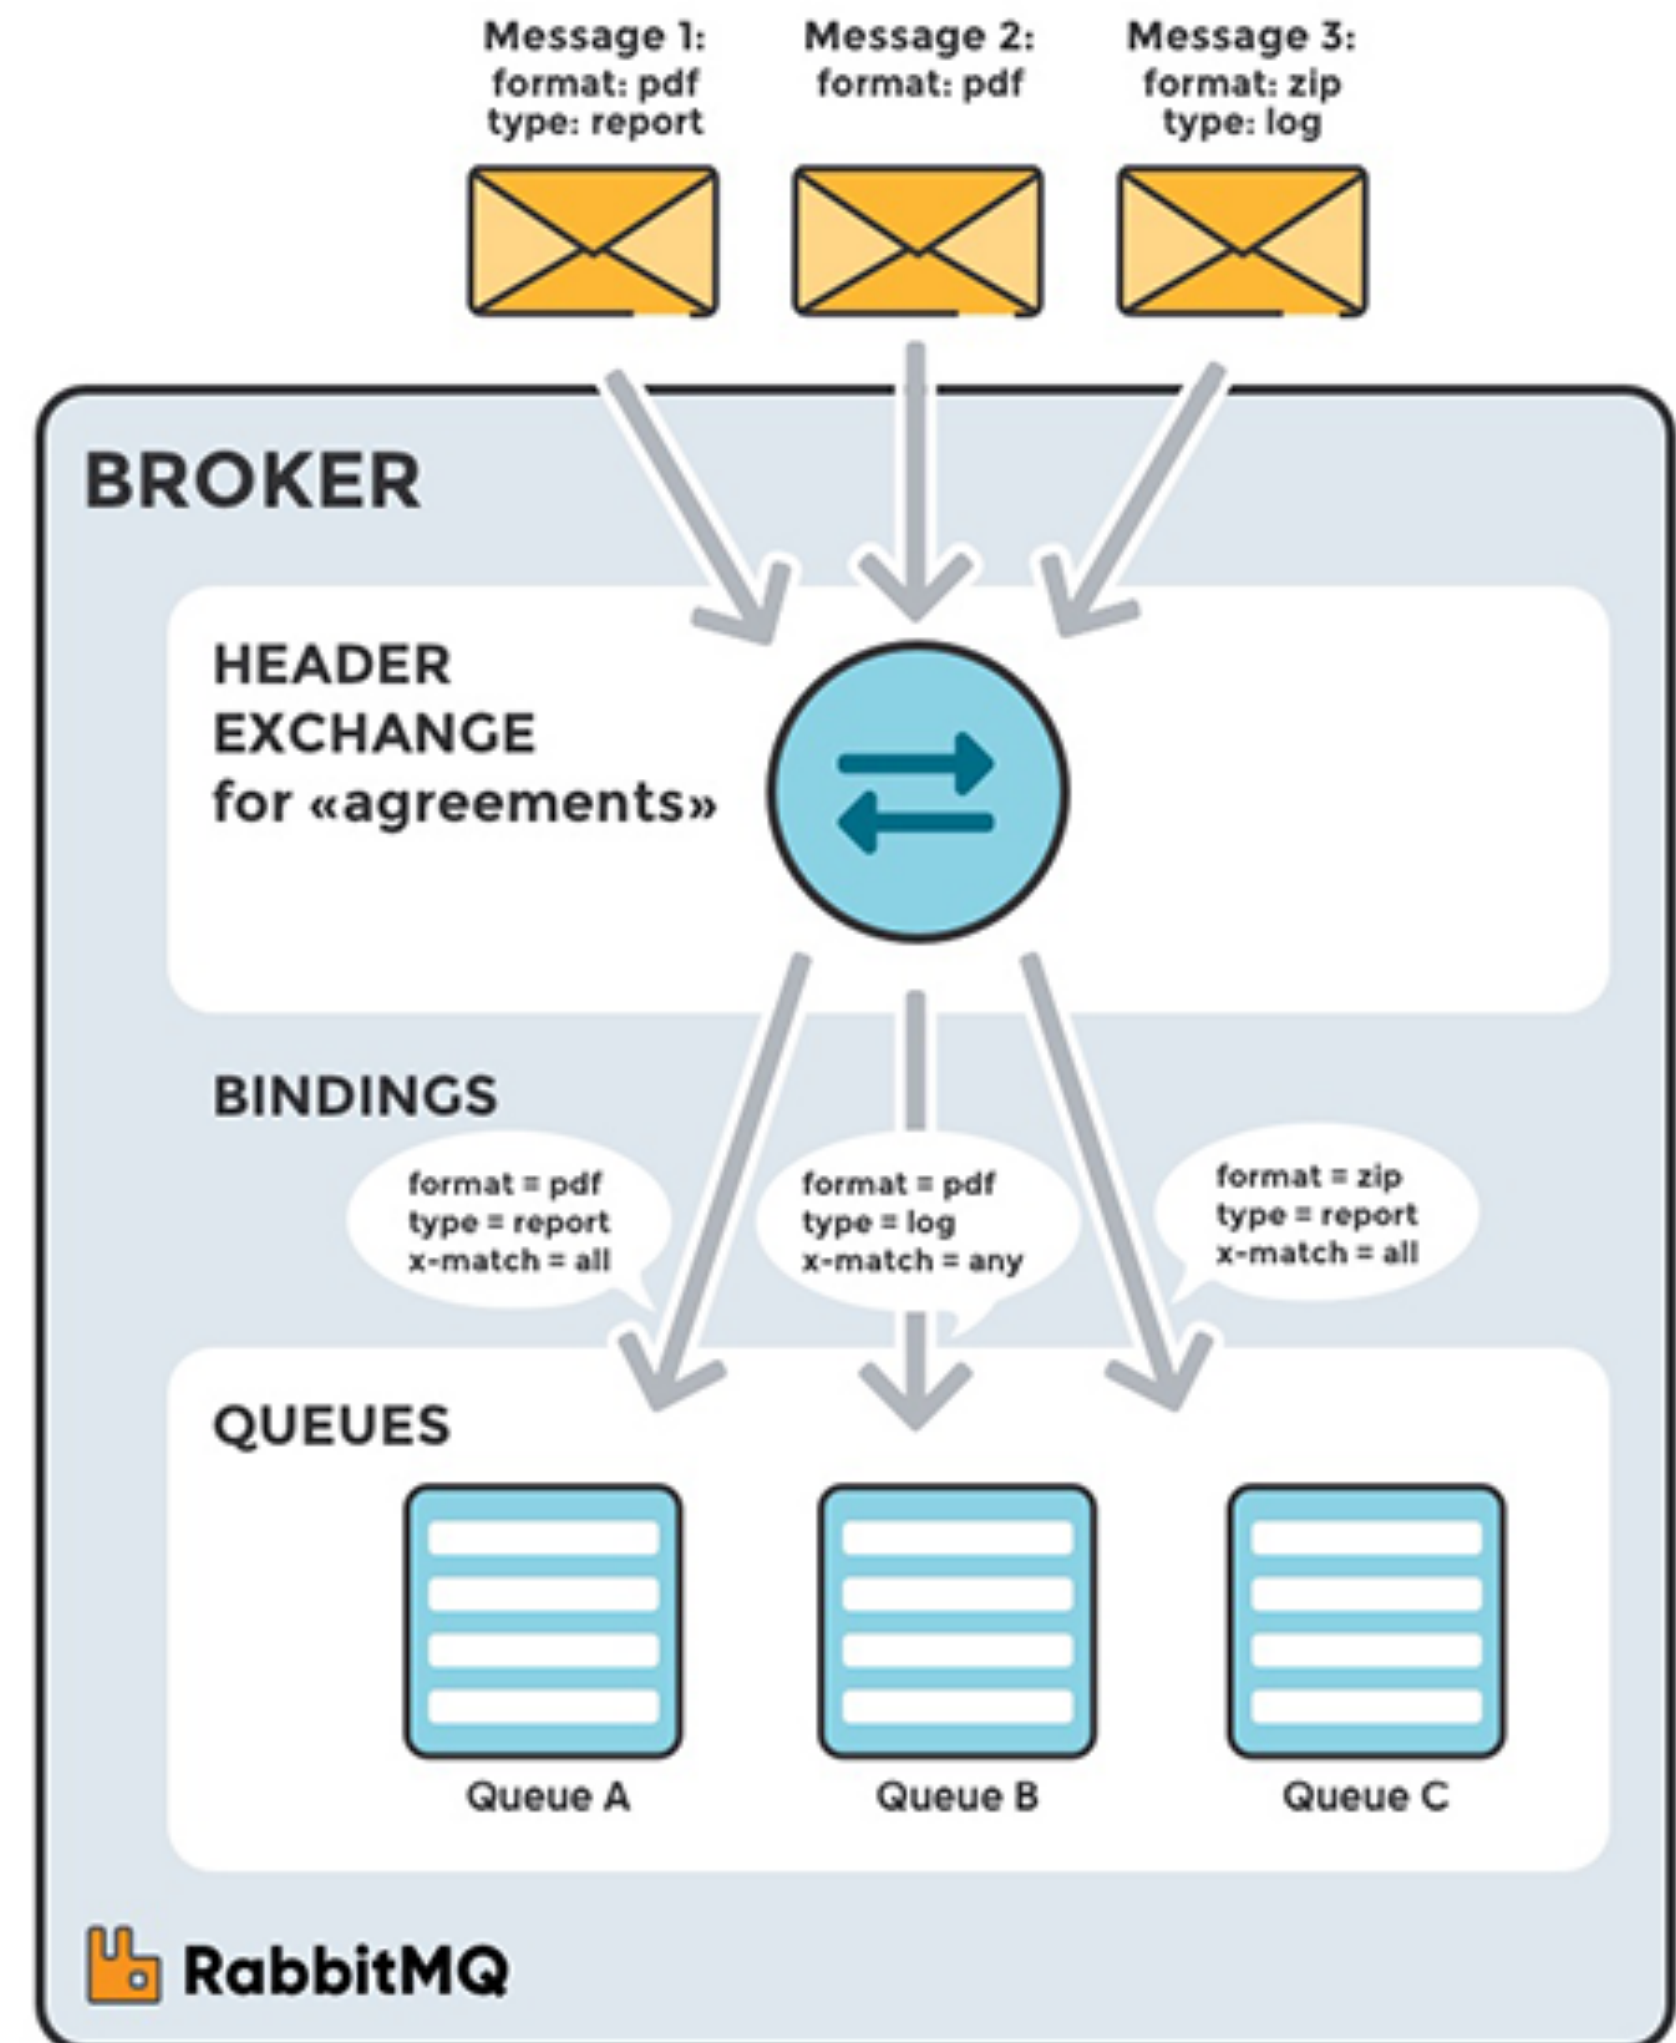 Message 1:
format: pdf
type: report
Message 2:
format: pdf
Message 3:
format: zip
type: log
BROKER
HEADER
EXCHANGE
for «agreements»
BINDINGS
format = pdf
type = report
x-match = all
format = pdf
type = log
x-match = any
format = zip
type = report
x-match = all
QUEUES
Queue A
Queue B
Queue C
RabbitMQ